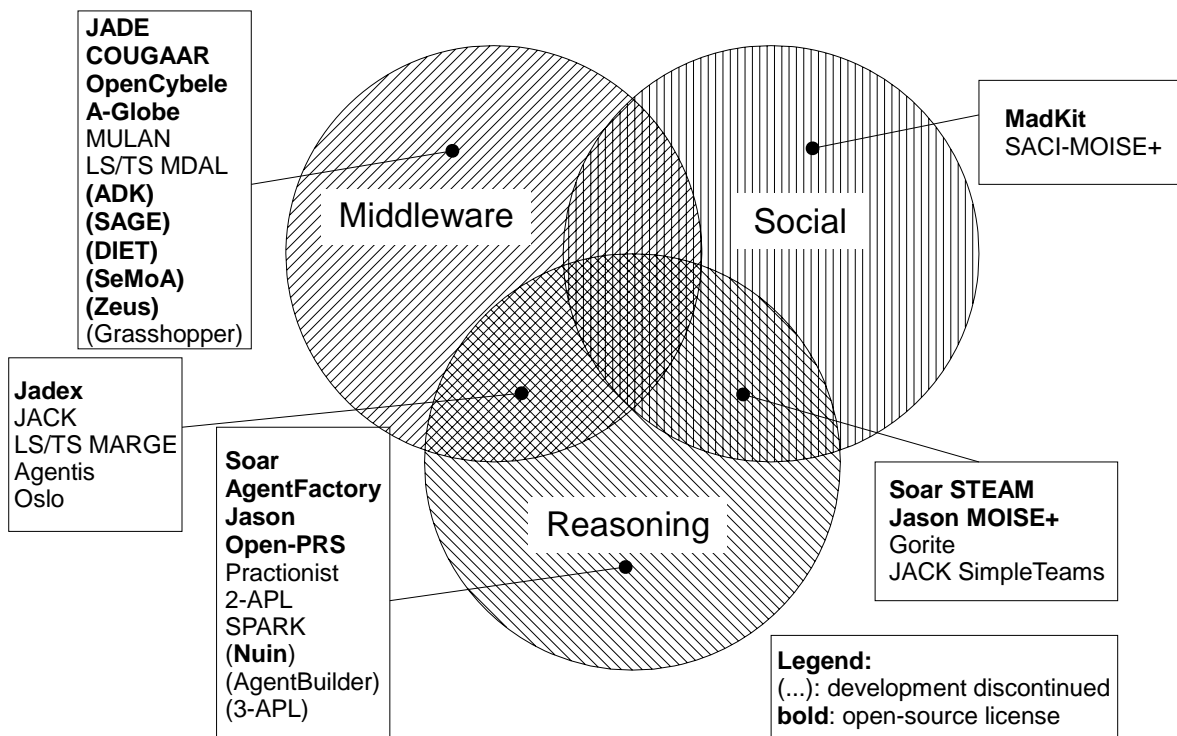 JADE
COUGAAR
OpenCybele
A-Globe
MULAN
LS/TS MDAL
(ADK)
(SAGE)
(DIET)
(SeMoA)
(Zeus)
(Grasshopper)
Middleware
Social
MadKit
SACI-MOISE+
Jadex
JACK
LS/TS MARGE
Agentis
Oslo
Soar
AgentFactory
Jason
Open-PRS
Practionist
2-APL
SPARK
(Nuin)
(AgentBuilder)
(3-APL)
Reasoning
Soar STEAM
Jason MOISE+
Gorite
JACK SimpleTeams
Legend:
(...): development discontinued
bold: open-source license